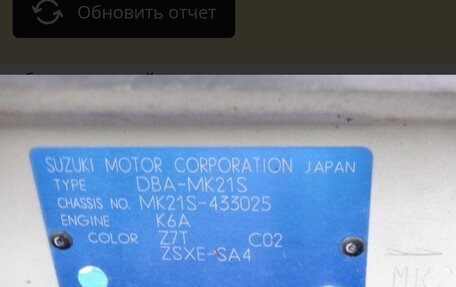 Обновить отчет
SUZUKI MOTOR CORPORATION JAPAN
TYPE DBA-MK21S
CHASSIS NO. MK21S-433025
ENGINE K6A
COLOR Z7T C02
ZSXE-SA4
MK2